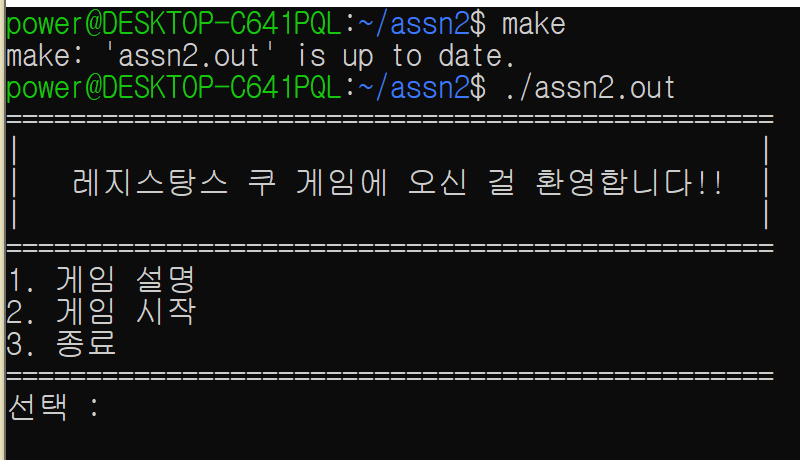 power@DESKTOP-C641PQL:~/assn2$ make
make: 'assn2.out' is up to date.
power@DESKTOP-C641PQL:~/assn2$ ./assn2.out
================================================
|                                              |
|   레지스탕스 쿠 게임에 오신 걸 환영합니다!!  |
|                                              |
================================================
1. 게임 설명
2. 게임 시작
3. 종료
================================================
선택 :